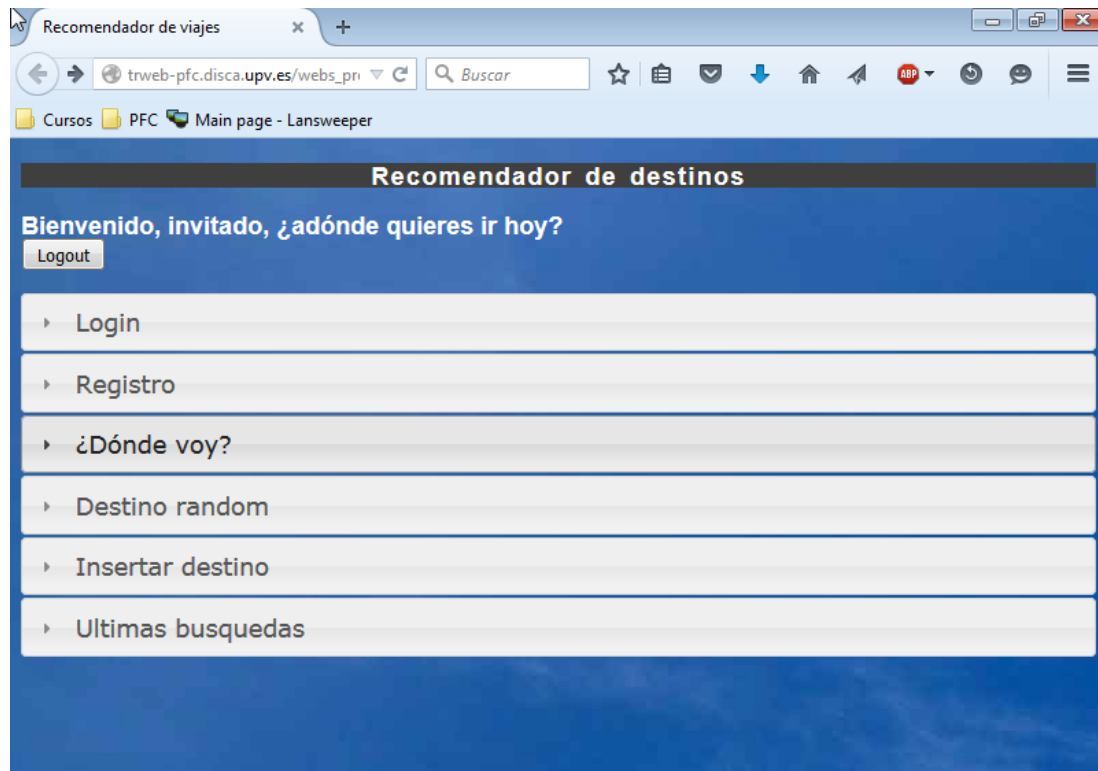 Recomendador de viajes
trweb-pfc.disca.upv.es/webs_pr
Buscar
ABP
Cursos PFC Main page - Lansweeper
Recomendador de destinos
Bienvenido, invitado, ¿adónde quieres ir hoy?
Logout
Login
Registro
¿Dónde voy?
Destino random
Insertar destino
Ultimas busquedas